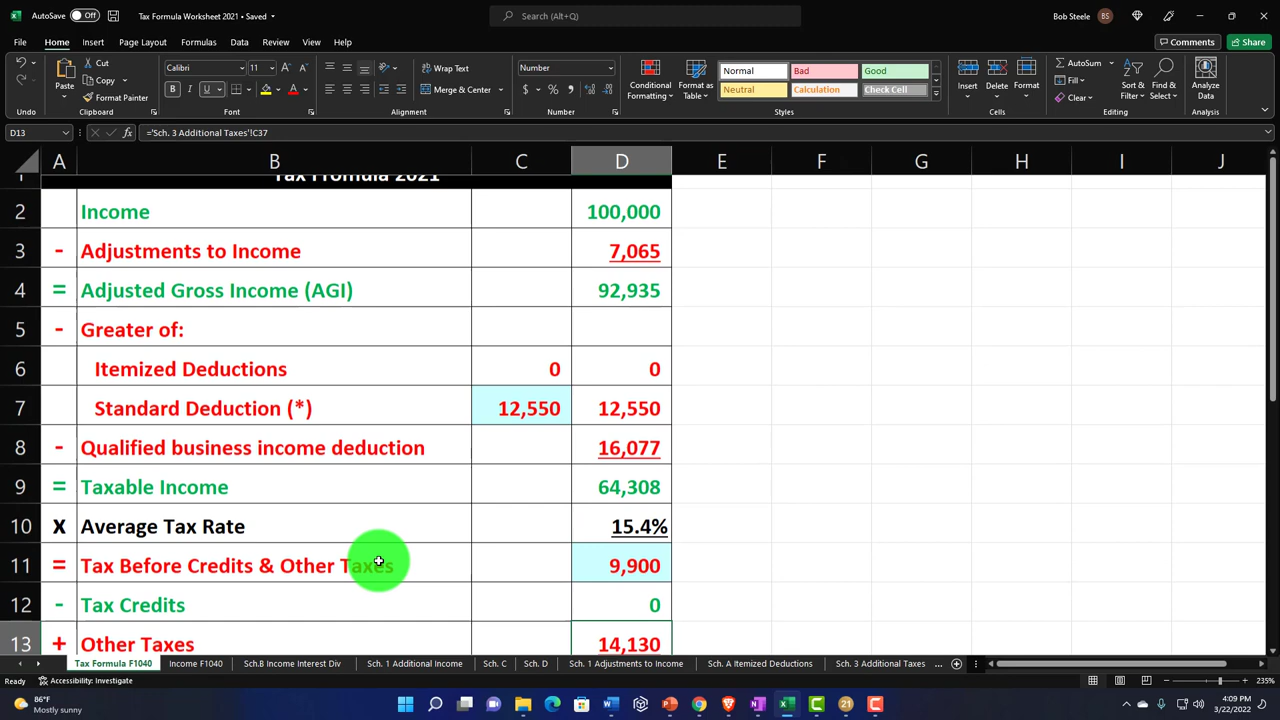 AutoSave Off Tax Formula Worksheet 2021 • Saved Search (Alt+Q) Bob Steele BS
File Home Insert Page Layout Formulas Data Review View Help Comments Share
Paste Cut Copy Format Painter Calibri 11 B I U Wrap Text Merge & Center Number $ % Conditional Formatting Format as Table Normal Bad Good Neutral Calculation Check Cell Insert Delete Format AutoSum Fill Clear Sort & Filter Find & Select Analyze Data
Undo Clipboard Font Alignment Number Styles Cells Editing Analysis
D13 fx ='Sch. 3 Additional Taxes'!C37
A B C D E F G H I J
Tax Fromula 2021
2 Income 100,000
3 - Adjustments to Income 7,065
4 = Adjusted Gross Income (AGI) 92,935
5 - Greater of:
6 Itemized Deductions 0 0
7 Standard Deduction (*) 12,550 12,550
8 - Qualified business income deduction 16,077
9 = Taxable Income 64,308
10 X Average Tax Rate 15.4%
11 = Tax Before Credits & Other Taxes 9,900
12 - Tax Credits 0
13 + Other Taxes 14,130
Tax Formula F1040 Income F1040 Sch.B Income Interest Div Sch. 1 Additional Income Sch. C Sch. D Sch. 1 Adjustments to Income Sch. A Itemized Deductions Sch. 3 Additional Taxes ...
Ready Accessibility: Investigate 235%
86°F
Mostly sunny
21
4:09 PM
3/22/2022